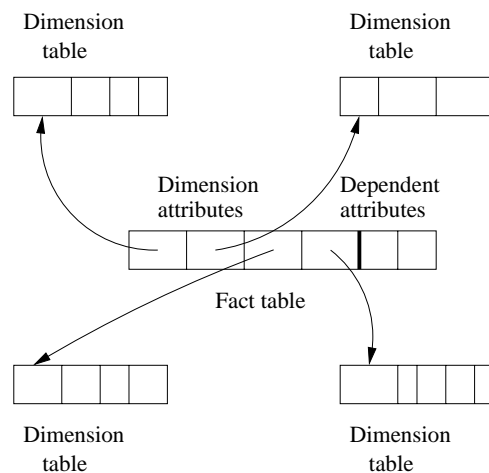 Dimension
table
Dimension
table
Dimension
attributes
Dependent
attributes
Fact table
Dimension
table
Dimension
table